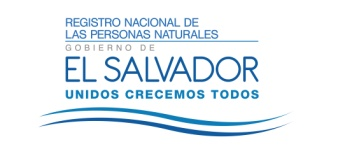 REGISTRO NACIONAL DE
LAS PERSONAS NATURALES
GOBIERNO DE
EL SALVADOR
UNIDOS CRECEMOS TODOS